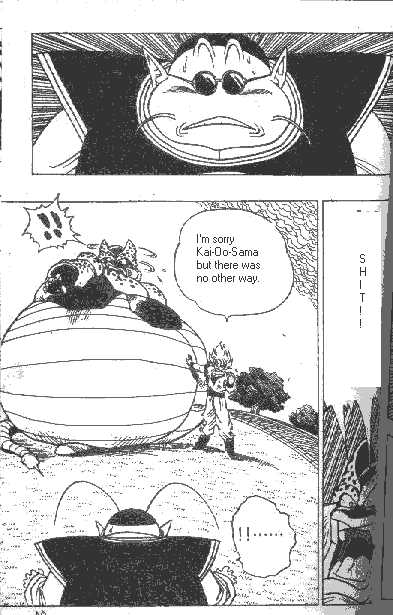 !!
I'm sorry
Kai-Oo-Sama
but there was
no other way.
!!......
S
H
I
T
!
!